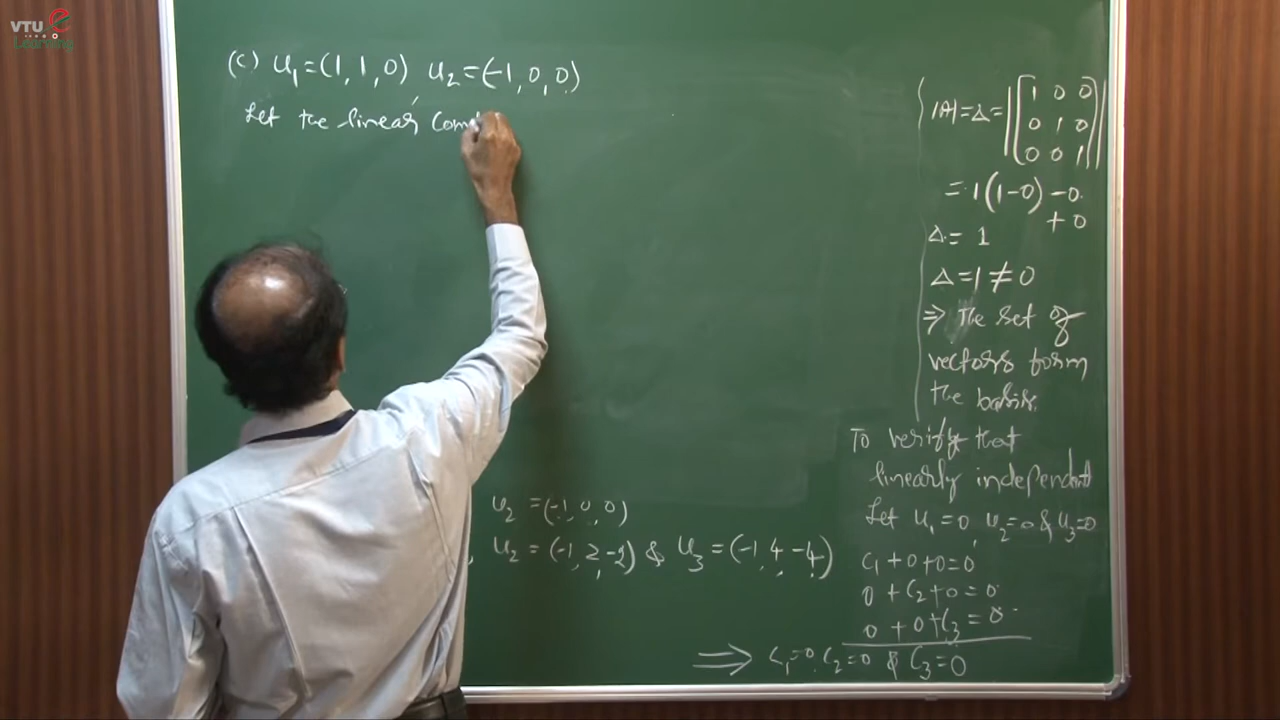 VTU e
Learning
(c) u₁=(1,1,0), u₂=(-1,0,0)
Let the linear Com
u₂ =(-1,0,0)
, u₂ = (-1,2,-2) & u₃ = (-1,4,-4)
|A|=Δ= |[1 0 0
0 1 0
0 0 1]|
= 1(1-0) -0
+ 0
Δ= 1
Δ=1 ≠ 0
⇒ the set of
vectors form
the basis.
To verify that
linearly independent
Let u₁=0, u₂=0 & u₃=0
C₁+0+0=0
0 + C₂+0=0
0 + 0+C₃=0
⇒ C₁=0, C₂=0 & C₃=0